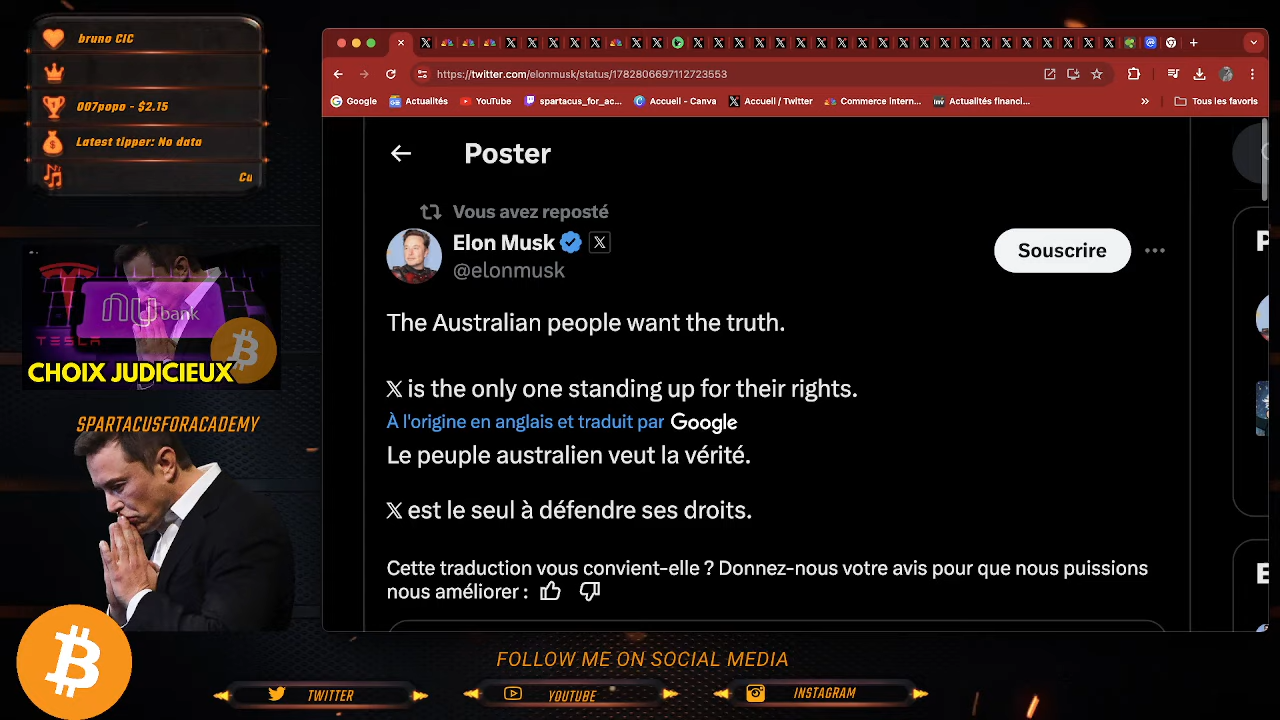 bruno CIC
007popo - $2.15
Latest tipper: No data
Cu
https://twitter.com/elonmusk/status/1782806697112723553
Google
Actualités
YouTube
spartacus_for_ac...
Accueil - Canva
Accueil / Twitter
Commerce intern...
Actualités financi...
»
Tous les favoris
Poster
Vous avez reposté
Elon Musk
@elonmusk
Souscrire
The Australian people want the truth.
𝕏 is the only one standing up for their rights.
À l'origine en anglais et traduit par Google
Le peuple australien veut la vérité.
𝕏 est le seul à défendre ses droits.
Cette traduction vous convient-elle ? Donnez-nous votre avis pour que nous puissions
nous améliorer :
nu bank
TESLA
CHOIX JUDICIEUX
SPARTACUSFORACADEMY
FOLLOW ME ON SOCIAL MEDIA
TWITTER
YOUTUBE
INSTAGRAM